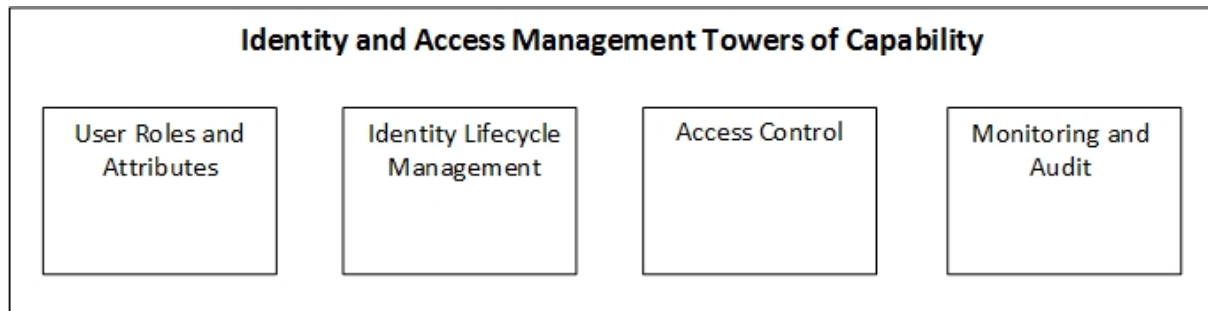 Identity and Access Management Towers of Capability
User Roles and
Attributes
Identity Lifecycle
Management
Access Control
Monitoring and
Audit